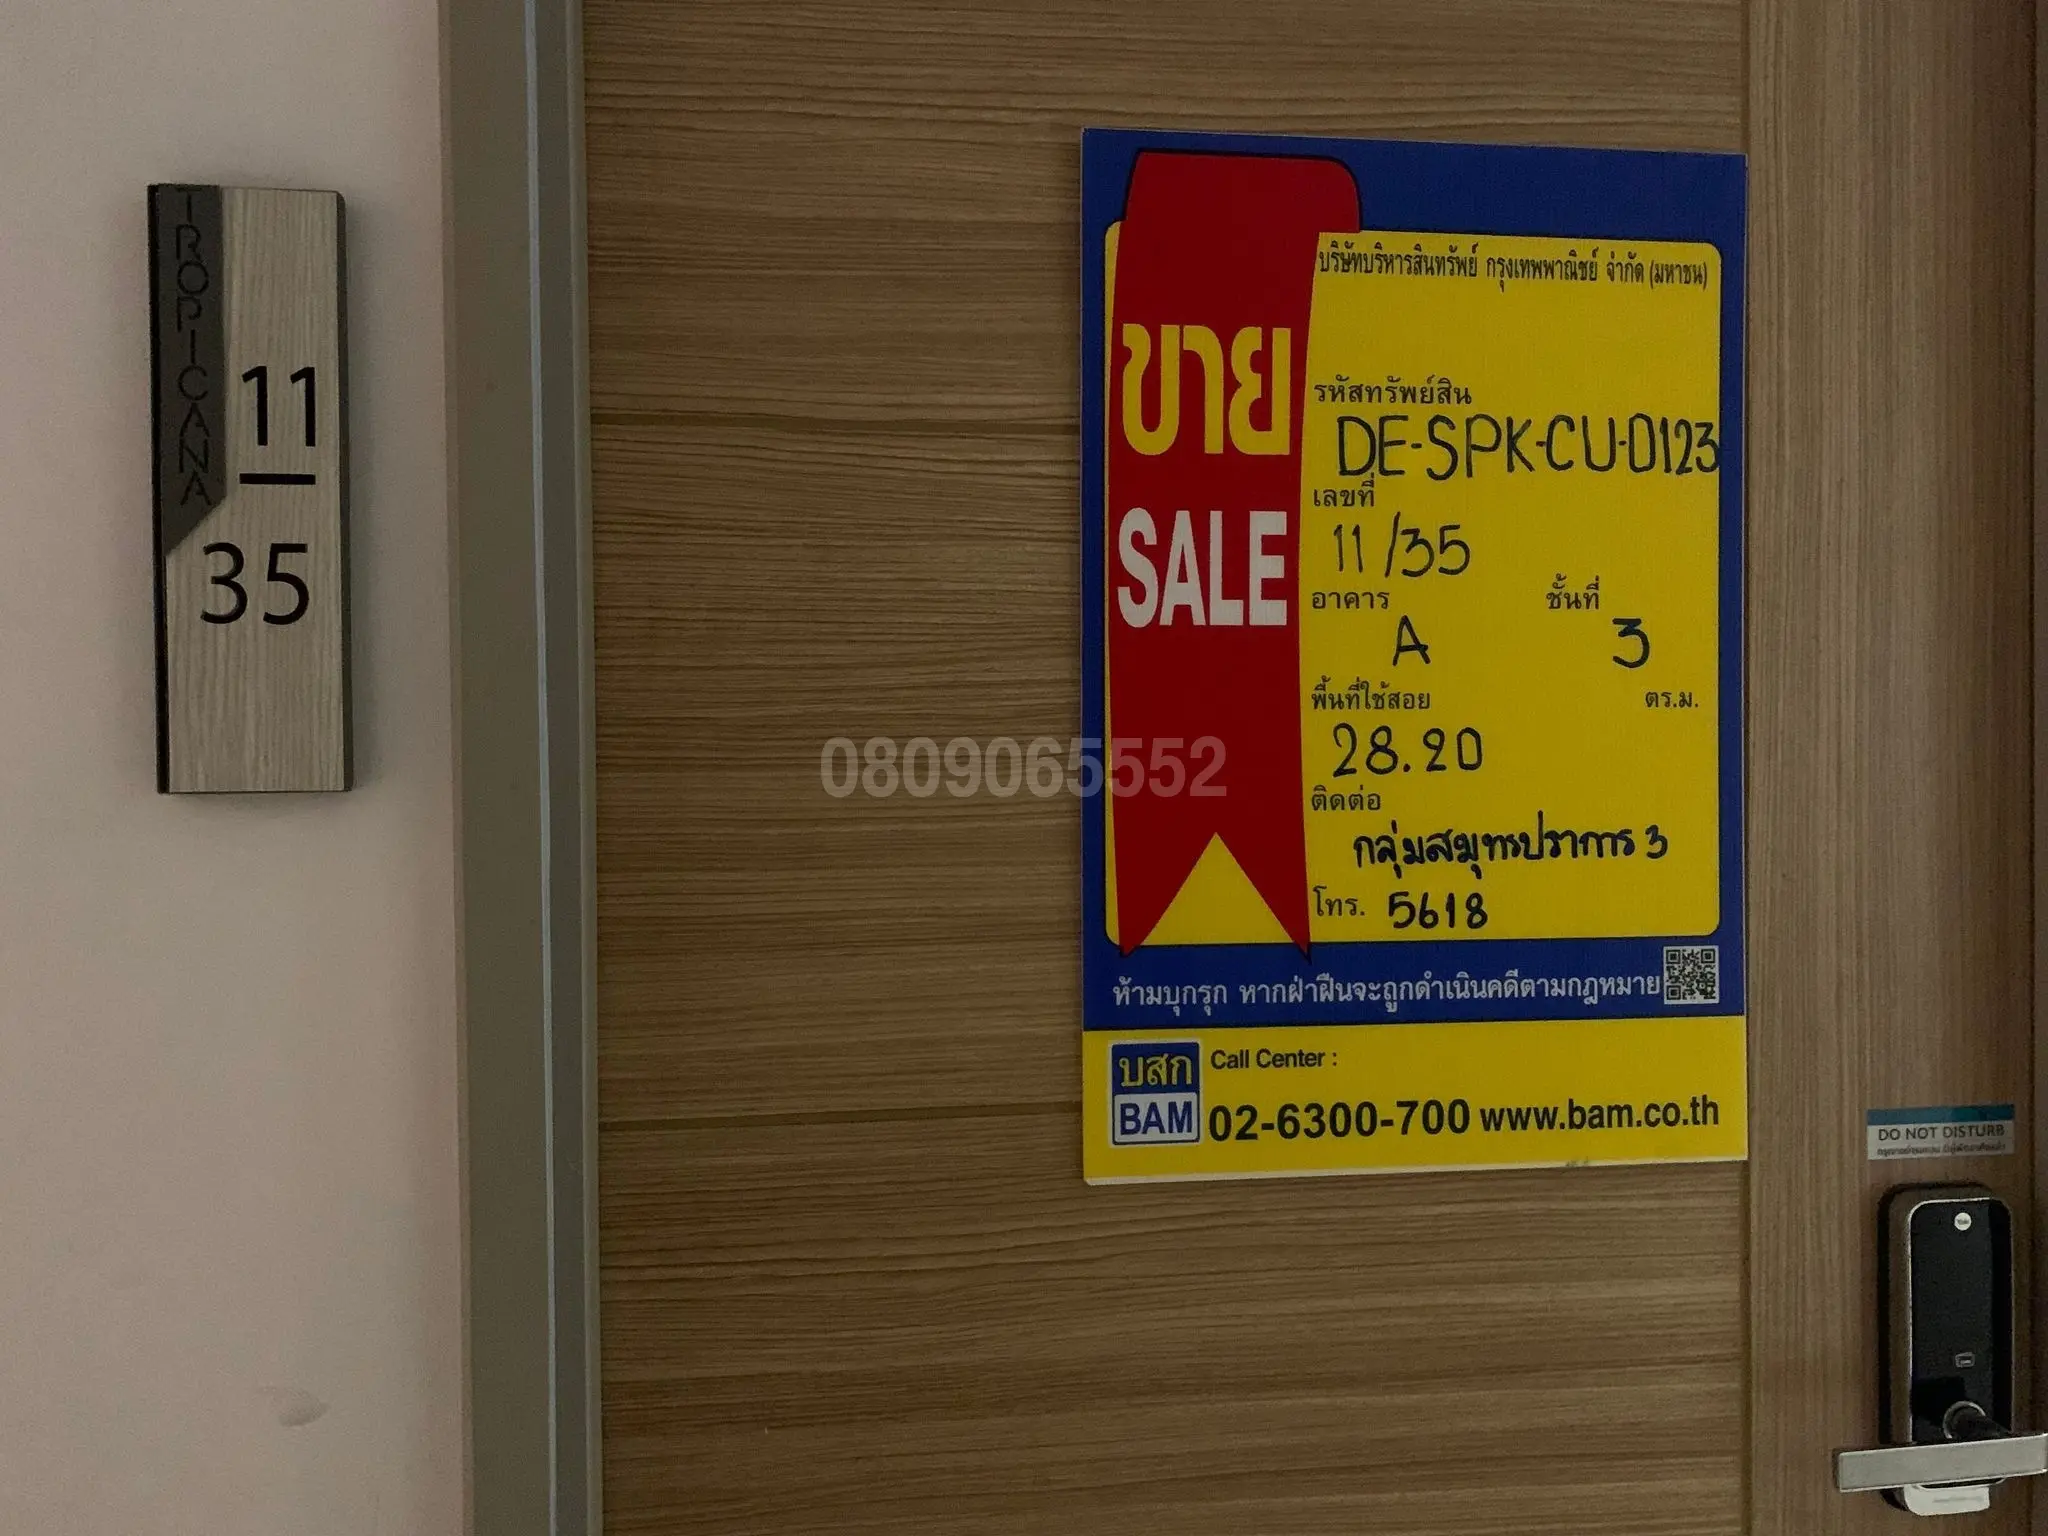 TROPICANA
11
35
บริษัทบริหารสินทรัพย์ กรุงเทพพาณิชย์ จำกัด (มหาชน)
ขาย
SALE
รหัสทรัพย์สิน
DE-SPK-CU-0123
เลขที่
11/35
อาคาร ชั้นที่
A 3
พื้นที่ใช้สอย ตร.ม.
28.20
ติดต่อ
กลุ่มสมุทรปราการ 3
โทร. 5618
ห้ามบุกรุก หากฝ่าฝืนจะถูกดำเนินคดีตามกฎหมาย
บสก
BAM
Call Center :
02-6300-700 www.bam.co.th
0809065552
DO NOT DISTURB
Yale